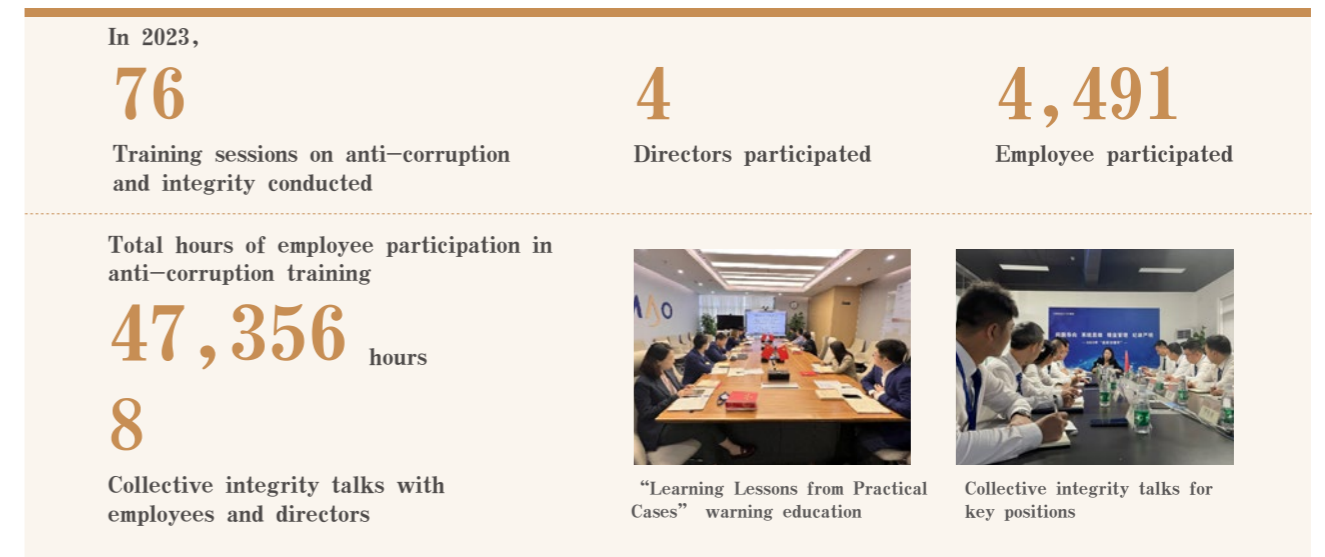 In 2023,
76
4
4,491
Training sessions on anti-corruption
and integrity conducted
Directors participated
Employee participated
Total hours of employee participation in
anti-corruption training
47,356 hours
8
Collective integrity talks with
employees and directors
“Learning Lessons from Practical
Cases” warning education
Collective integrity talks for
key positions